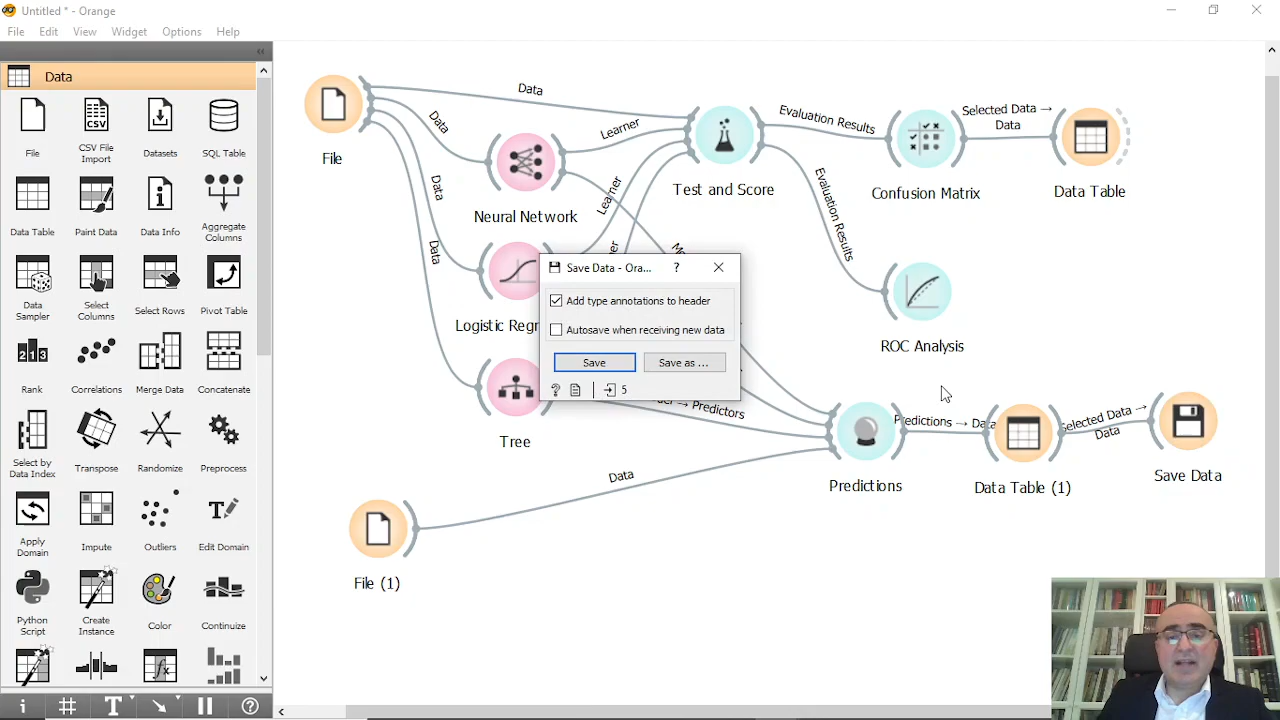 Untitled * - Orange
File Edit View Widget Options Help
Data
File
CSV File Import
Datasets
SQL Table
Data Table
Paint Data
Data Info
Aggregate Columns
Data Sampler
Select Columns
Select Rows
Pivot Table
Rank
Correlations
Merge Data
Concatenate
Select by Data Index
Transpose
Randomize
Preprocess
Apply Domain
Impute
Outliers
Edit Domain
Python Script
Create Instance
Color
Continuize
File
Data
Data
Data
Data
Neural Network
Learner
Learner
Logistic Regr
Tree
Test and Score
Evaluation Results
Evaluation Results
Confusion Matrix
Selected Data →
Data
Data Table
ROC Analysis
Save Data - Ora... ?
Add type annotations to header
Autosave when receiving new data
Save
Save as ...
? 5
→ Predictors
Predictions
Predictions → Data
Data Table (1)
Selected Data →
Data
Save Data
Data
File (1)